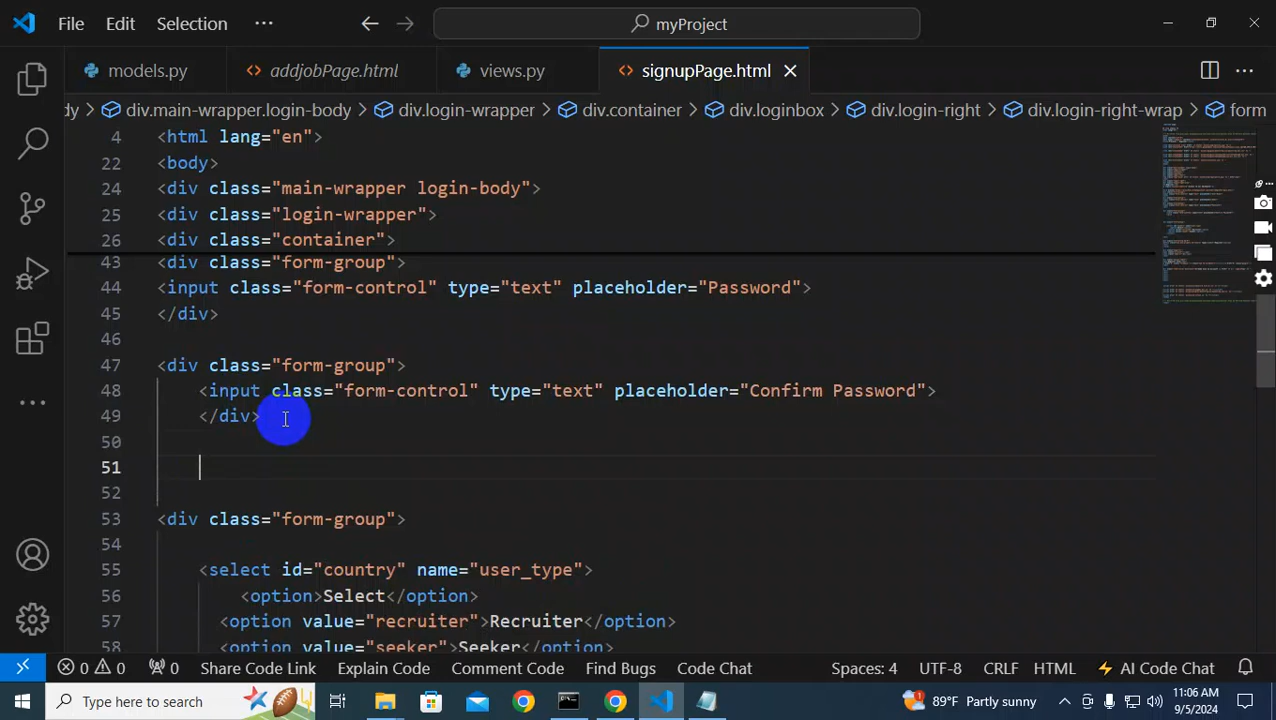 File Edit Selection ··· myProject
models.py addjobPage.html views.py signupPage.html
dy > div.main-wrapper.login-body > div.login-wrapper > div.container > div.loginbox > div.login-right > div.login-right-wrap > form
4 <html lang="en">
22 <body>
24 <div class="main-wrapper login-body">
25 <div class="login-wrapper">
26 <div class="container">
43 <div class="form-group">
44 <input class="form-control" type="text" placeholder="Password">
45 </div>
46
47 <div class="form-group">
48 <input class="form-control" type="text" placeholder="Confirm Password">
49 </div>
50
51
52
53 <div class="form-group">
54
55 <select id="country" name="user_type">
56 <option>Select</option>
57 <option value="recruiter">Recruiter</option>
58 <option value="seeker">Seeker</option>
0 0 0 Share Code Link Explain Code Comment Code Find Bugs Code Chat Spaces: 4 UTF-8 CRLF HTML AI Code Chat
Type here to search 89°F Partly sunny 11:06 AM
9/5/2024